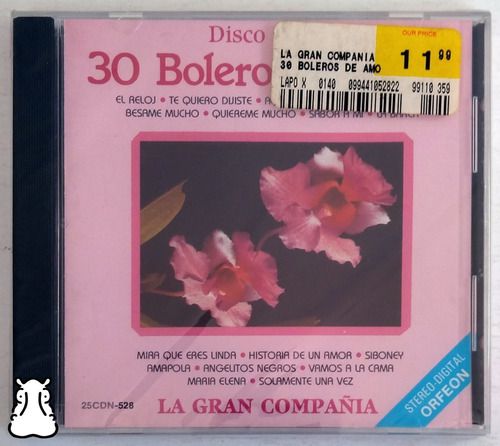 Disco
30 Bolero
OUR PRICE
11 99
LA GRAN COMPANIA
30 BOLEROS DE AMO
LAPO X 0140 099441052822 99110 359
EL RELOJ • TE QUIERO DIJISTE •
BESAME MUCHO • QUIEREME MUCHO • SABOR A MI • LA BARCA
MIRA QUE ERES LINDA • HISTORIA DE UN AMOR • SIBONEY
AMAPOLA • ANGELITOS NEGROS • VAMOS A LA CAMA
MARIA ELENA • SOLAMENTE UNA VEZ
STEREO-DIGITAL
ORFEON
25CDN-528
LA GRAN COMPAÑIA